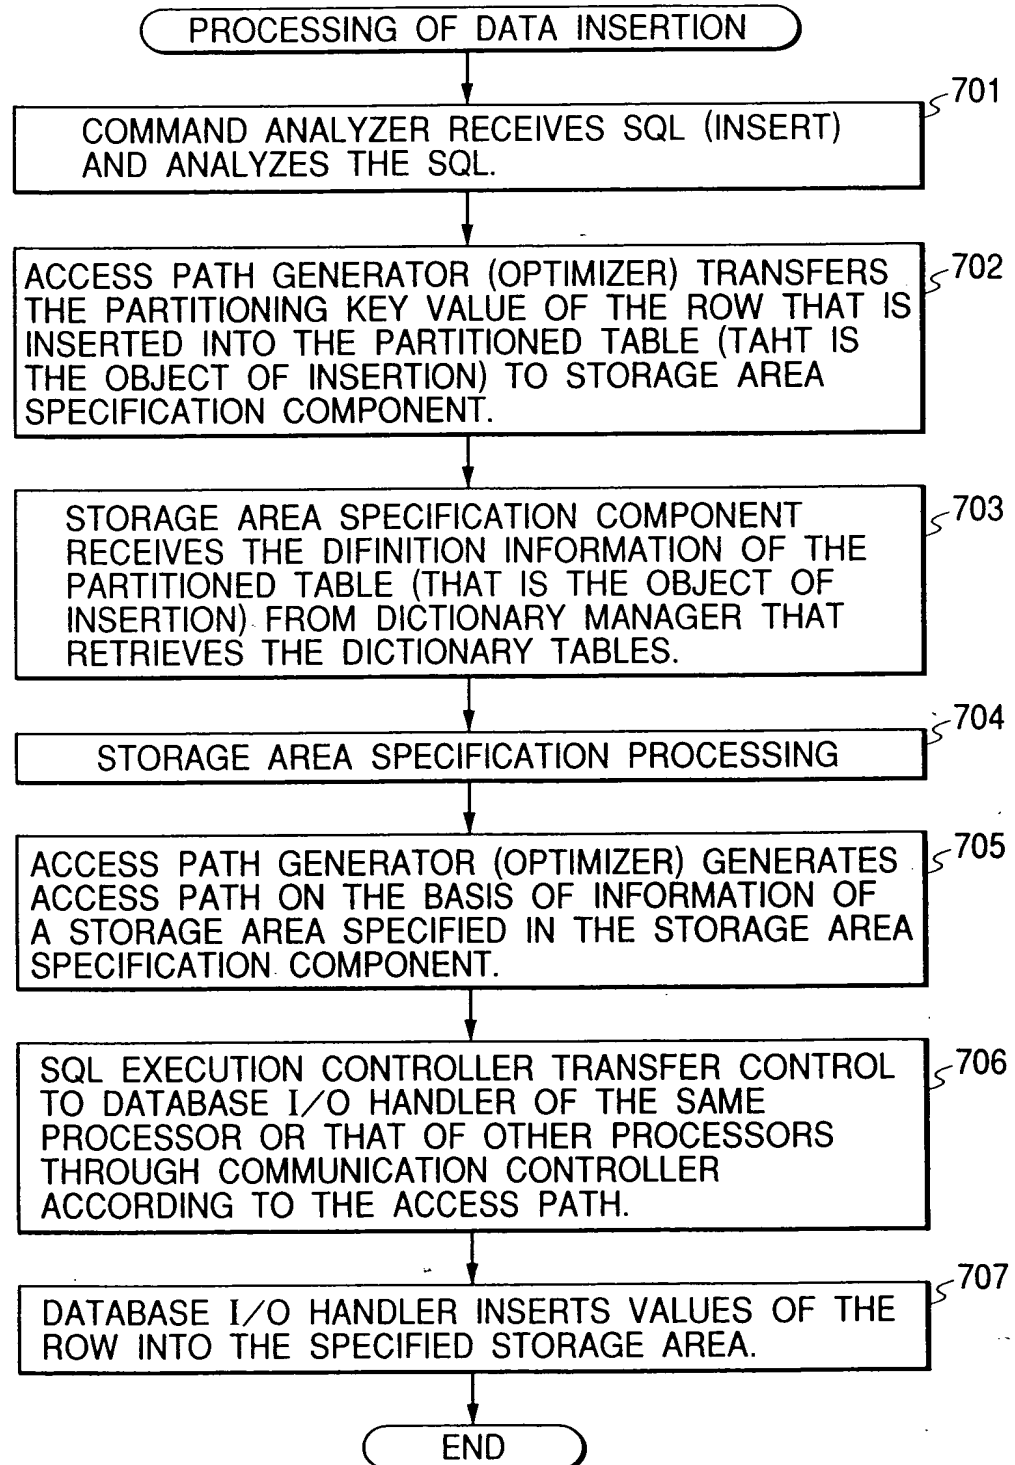 PROCESSING OF DATA INSERTION
701
COMMAND ANALYZER RECEIVES SQL (INSERT)
AND ANALYZES THE SQL.
702
ACCESS PATH GENERATOR (OPTIMIZER) TRANSFERS
THE PARTITIONING KEY VALUE OF THE ROW THAT IS
INSERTED INTO THE PARTITIONED TABLE (TAHT IS
THE OBJECT OF INSERTION) TO STORAGE AREA
SPECIFICATION COMPONENT.
703
STORAGE AREA SPECIFICATION COMPONENT
RECEIVES THE DIFINITION INFORMATION OF THE
PARTITIONED TABLE (THAT IS THE OBJECT OF
INSERTION) FROM DICTIONARY MANAGER THAT
RETRIEVES THE DICTIONARY TABLES.
704
STORAGE AREA SPECIFICATION PROCESSING
705
ACCESS PATH GENERATOR (OPTIMIZER) GENERATES
ACCESS PATH ON THE BASIS OF INFORMATION OF
A STORAGE AREA SPECIFIED IN THE STORAGE AREA
SPECIFICATION COMPONENT.
706
SQL EXECUTION CONTROLLER TRANSFER CONTROL
TO DATABASE I/O HANDLER OF THE SAME
PROCESSOR OR THAT OF OTHER PROCESSORS
THROUGH COMMUNICATION CONTROLLER
ACCORDING TO THE ACCESS PATH.
707
DATABASE I/O HANDLER INSERTS VALUES OF THE
ROW INTO THE SPECIFIED STORAGE AREA.
END